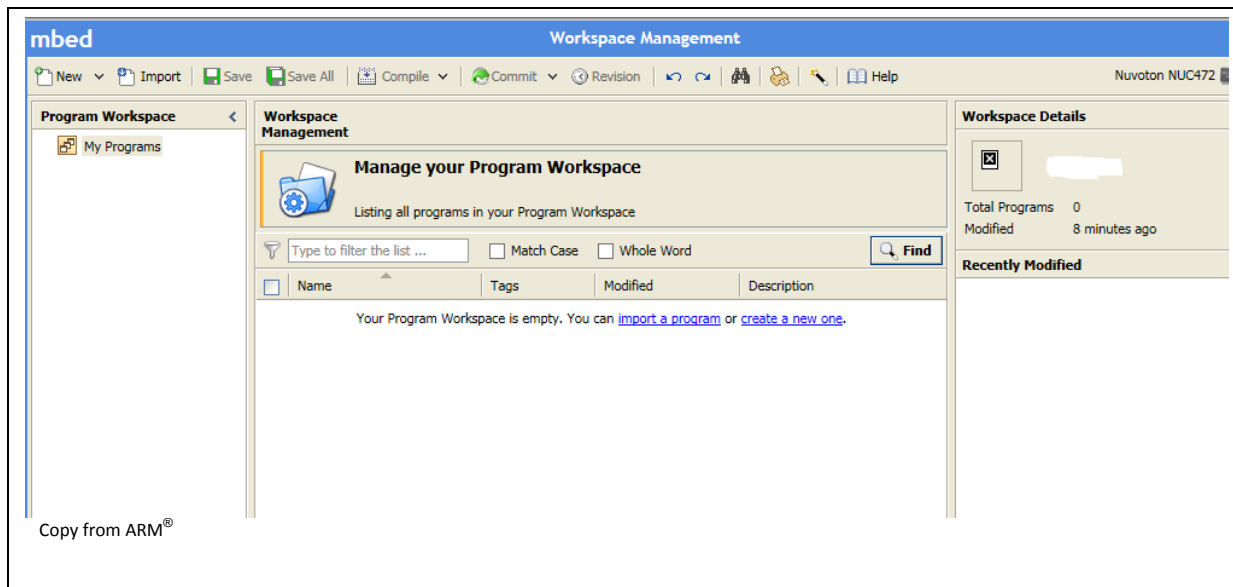 mbed
Workspace Management
New Import Save Save All Compile Commit Revision Help Nuvoton NUC472
Program Workspace
My Programs
Workspace
Management
Manage your Program Workspace
Listing all programs in your Program Workspace
Type to filter the list ... Match Case Whole Word Find
Name Tags Modified Description
Your Program Workspace is empty. You can import a program or create a new one.
Workspace Details
Total Programs 0
Modified 8 minutes ago
Recently Modified
Copy from ARM®